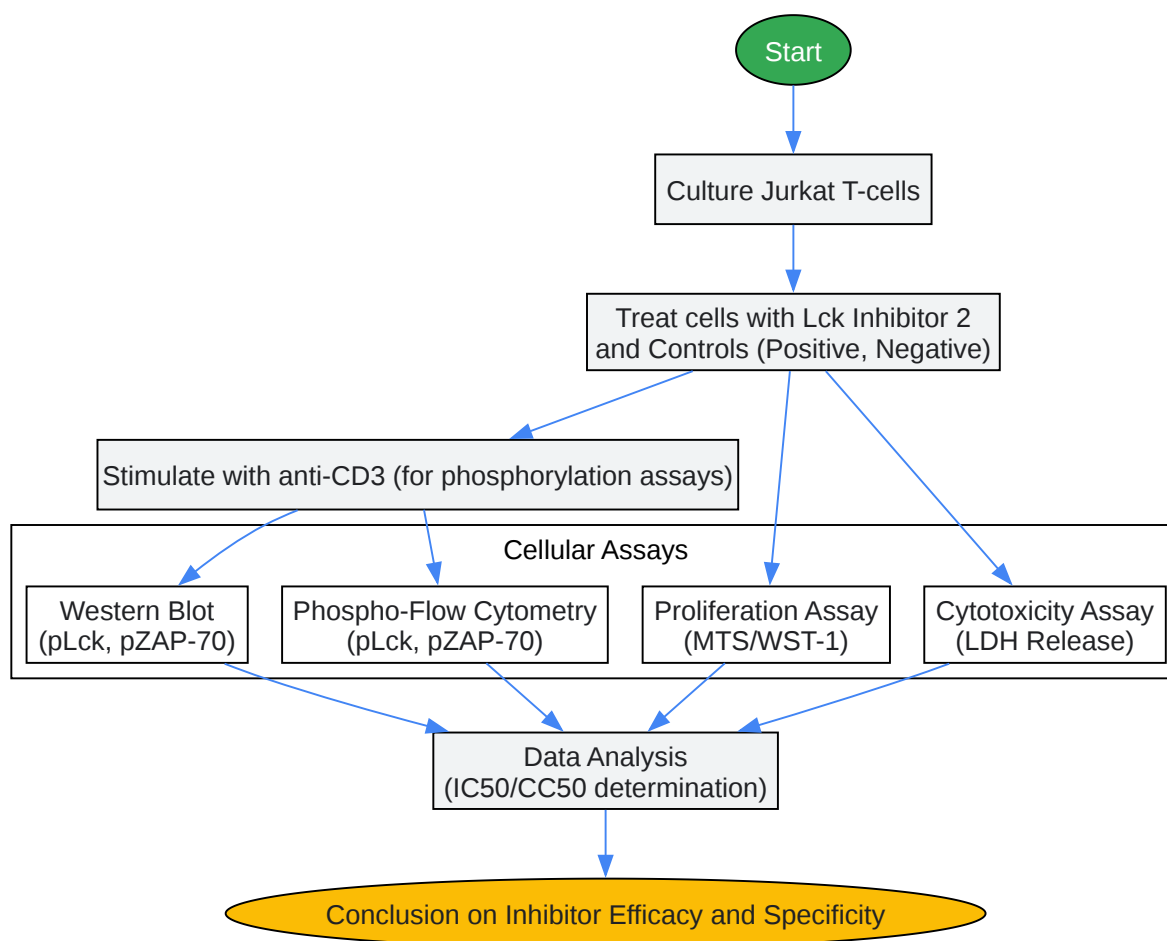 Start
Culture Jurkat T-cells
Treat cells with Lck Inhibitor 2
and Controls (Positive, Negative)
Stimulate with anti-CD3 (for phosphorylation assays)
Cellular Assays
Western Blot
(pLck, pZAP-70)
Phospho-Flow Cytometry
(pLck, pZAP-70)
Proliferation Assay
(MTS/WST-1)
Cytotoxicity Assay
(LDH Release)
Data Analysis
(IC50/CC50 determination)
Conclusion on Inhibitor Efficacy and Specificity